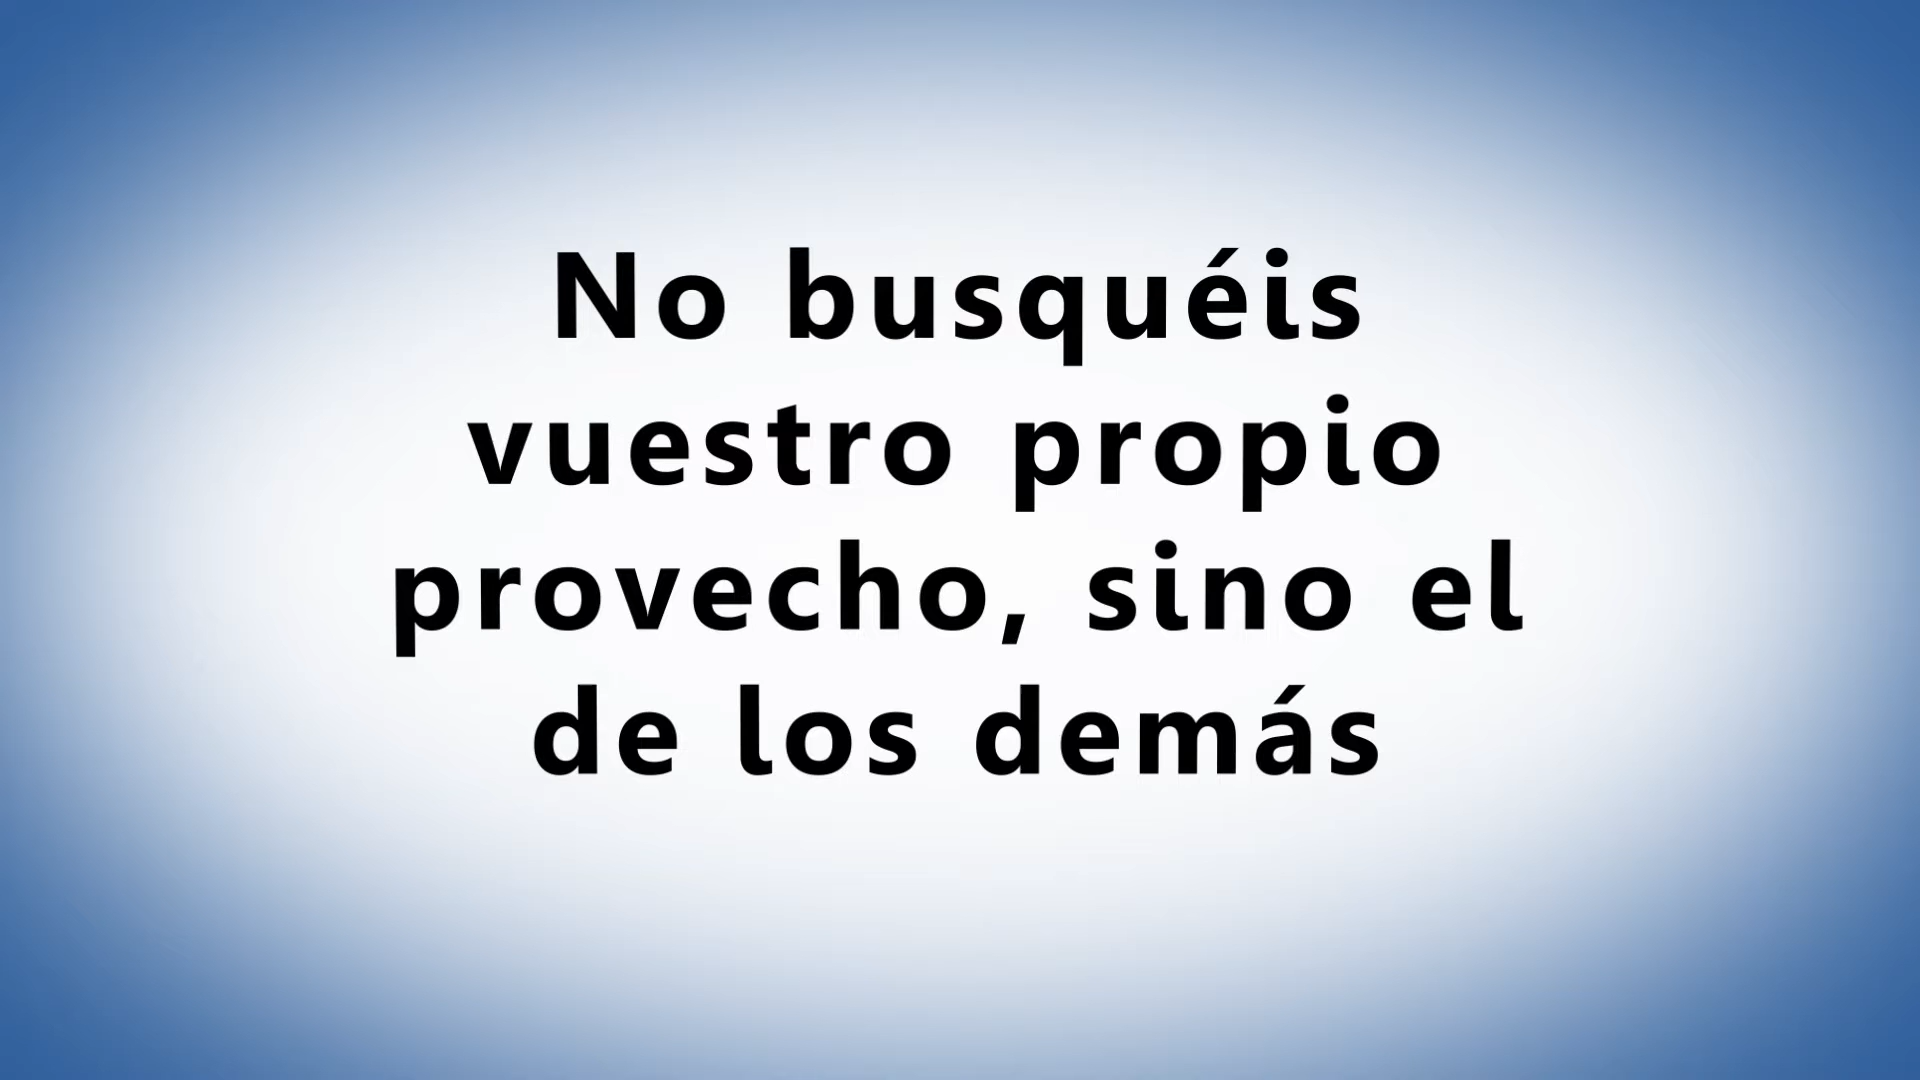 No busquéis
vuestro propio
provecho, sino el
de los demás